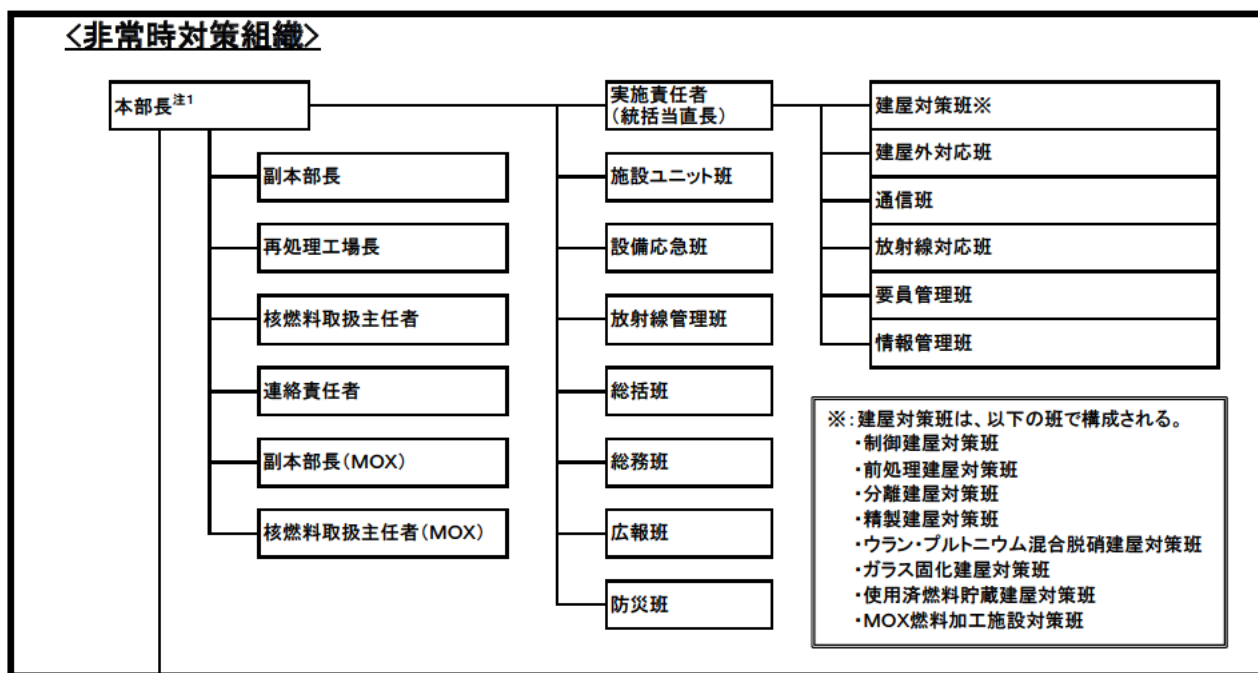 <非常時対策組織>
本部長注1
副本部長
再処理工場長
核燃料取扱主任者
連絡責任者
副本部長(MOX)
核燃料取扱主任者(MOX)
実施責任者
(統括当直長)
施設ユニット班
設備応急班
放射線管理班
総括班
総務班
広報班
防災班
建屋対策班※
建屋外対応班
通信班
放射線対応班
要員管理班
情報管理班
※:建屋対策班は、以下の班で構成される。
・制御建屋対策班
・前処理建屋対策班
・分離建屋対策班
・精製建屋対策班
・ウラン・プルトニウム混合脱硝建屋対策班
・ガラス固化建屋対策班
・使用済燃料貯蔵建屋対策班
・MOX燃料加工施設対策班